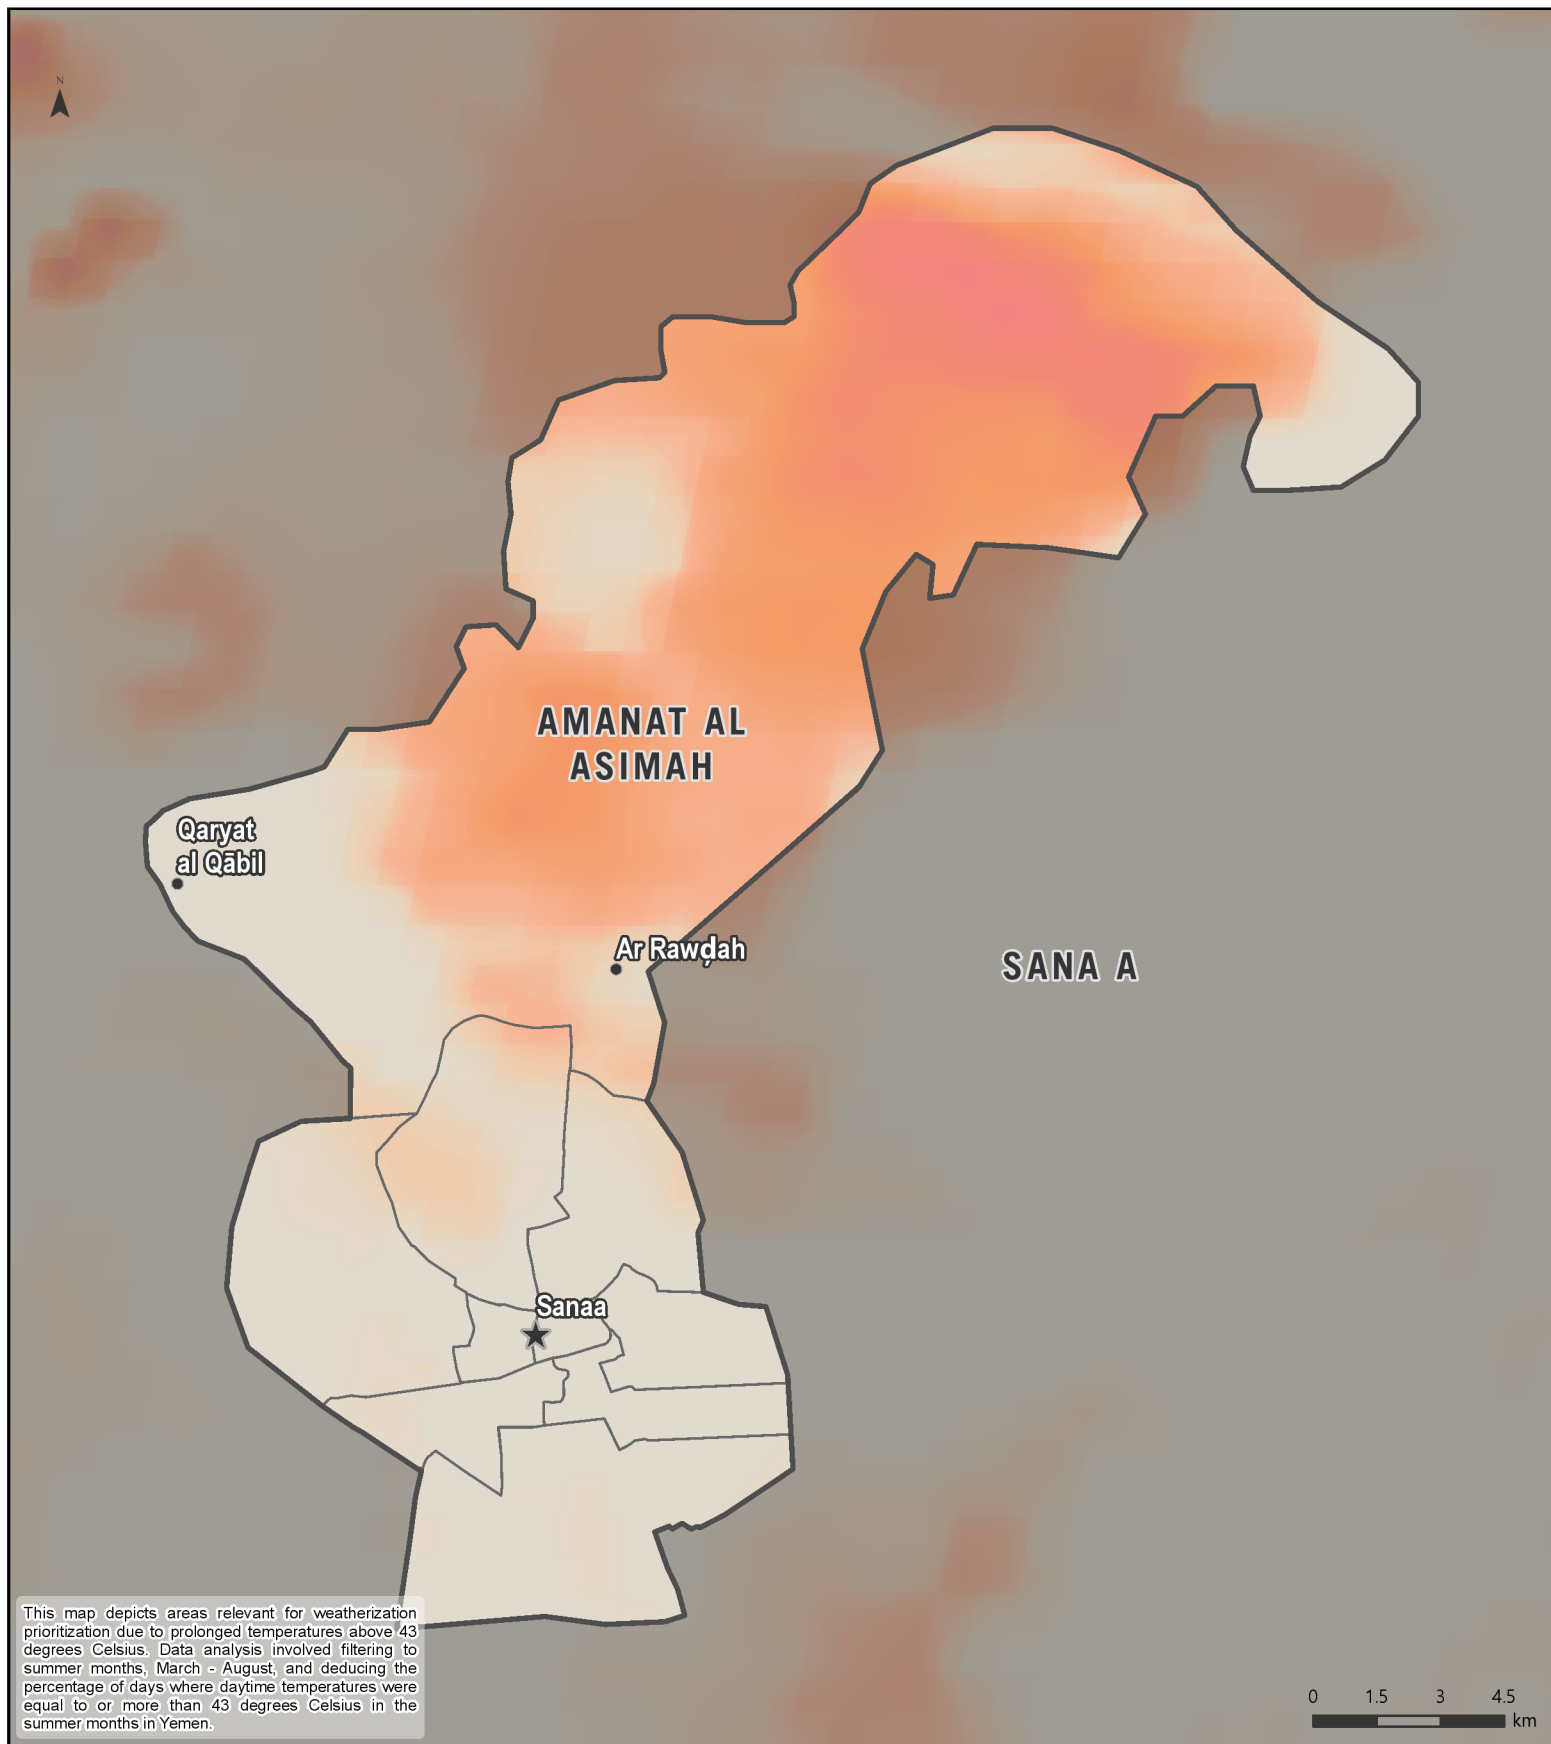 N
AMANAT AL
ASIMAH
Qaryat
al Qābil
Ar Rawḍah
SANA A
Sanaa
This map depicts areas relevant for weatherization
prioritization due to prolonged temperatures above 43
degrees Celsius. Data analysis involved filtering to
summer months, March - August, and deducing the
percentage of days where daytime temperatures were
equal to or more than 43 degrees Celsius in the
summer months in Yemen.
0 1.5 3 4.5
km